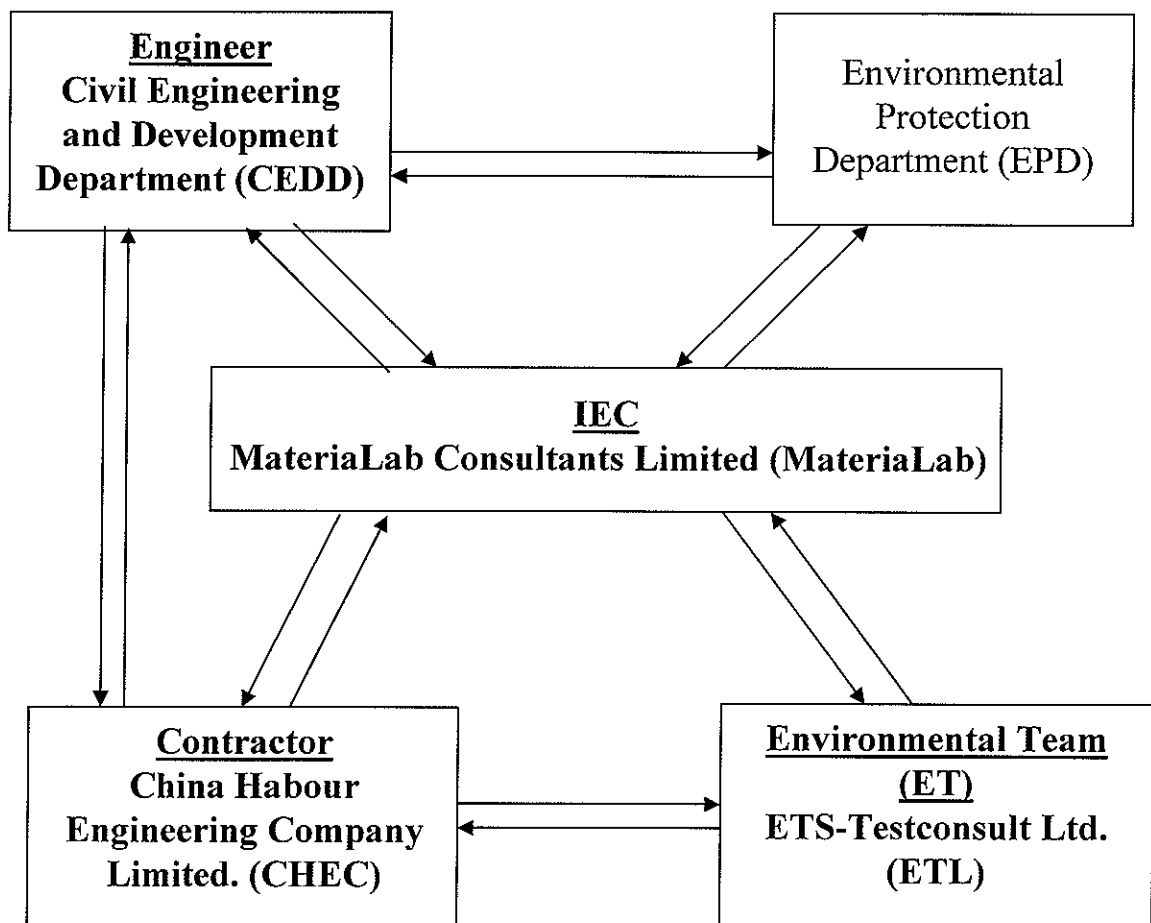 Engineer
Civil Engineering
and Development
Department (CEDD)
Environmental
Protection
Department (EPD)
IEC
MateriaLab Consultants Limited (MateriaLab)
Contractor
China Habour
Engineering Company
Limited. (CHEC)
Environmental Team
(ET)
ETS-Testconsult Ltd.
(ETL)